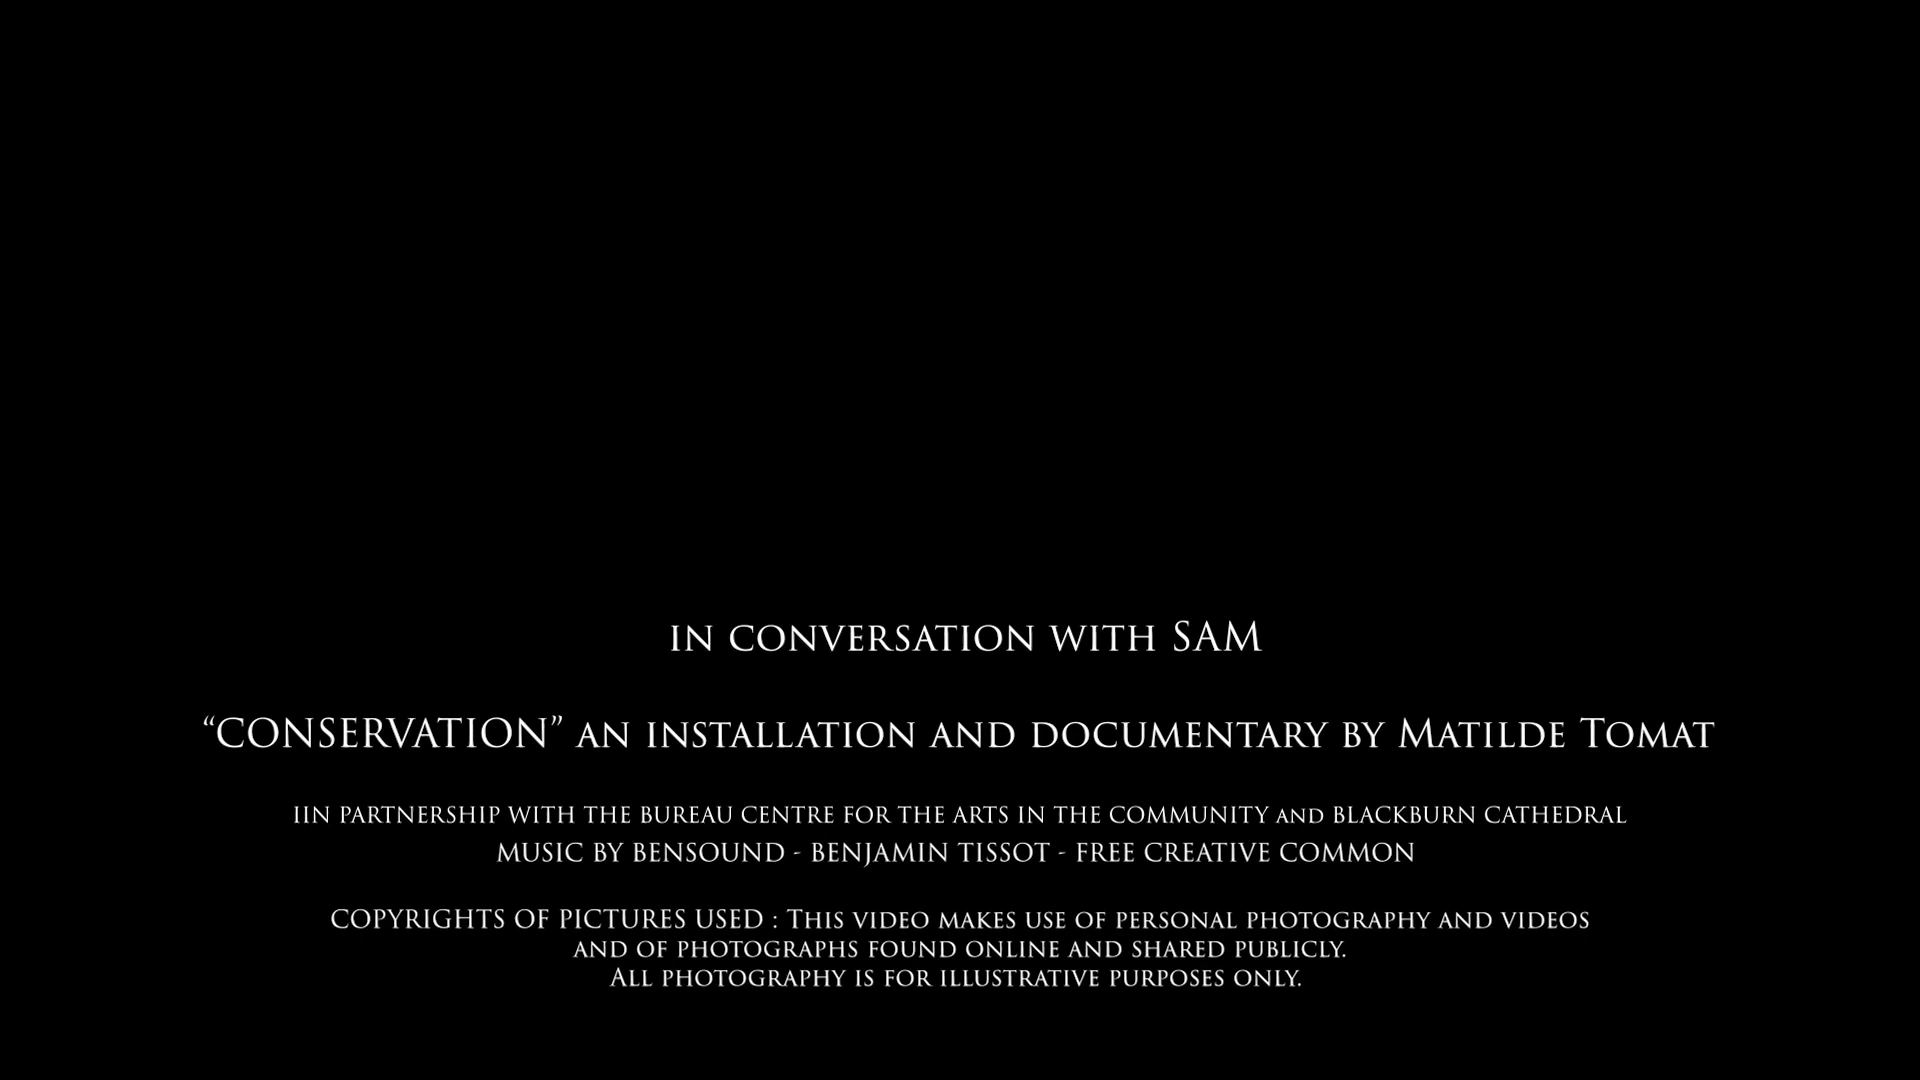 in conversation with SAM
“CONSERVATION” an installation and documentary by Matilde Tomat
IIN PARTNERSHIP WITH THE BUREAU CENTRE FOR THE ARTS IN THE COMMUNITY and BLACKBURN CATHEDRAL
MUSIC BY BENSOUND - BENJAMIN TISSOT - FREE CREATIVE COMMON
COPYRIGHTS OF PICTURES USED : This video makes use of personal photography and videos
and of photographs found online and shared publicly.
All photography is for illustrative purposes only.